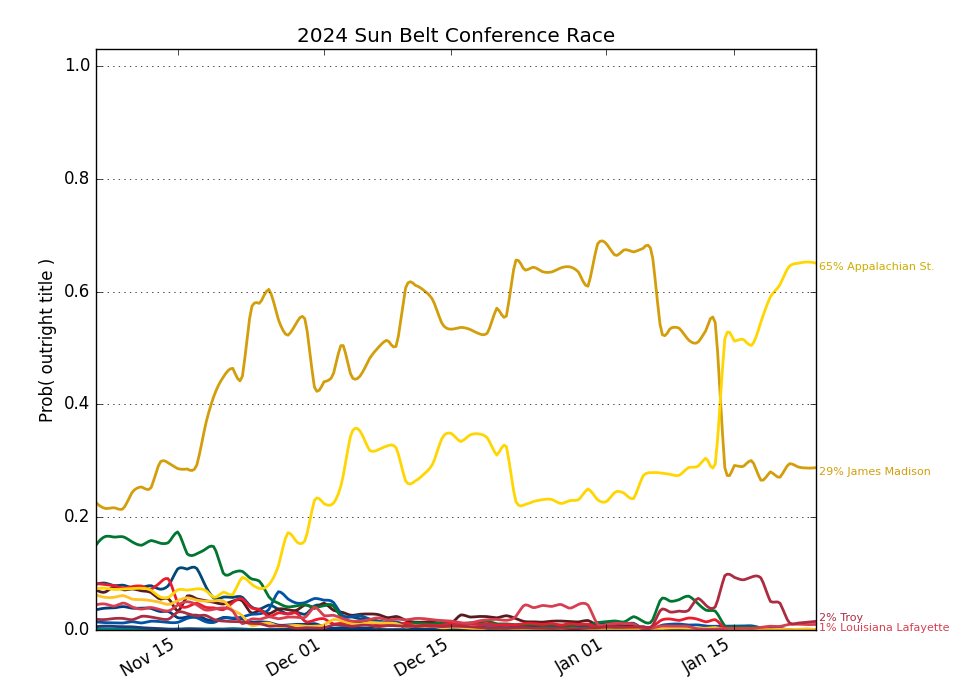 2024 Sun Belt Conference Race
1.0
0.8
0.6
0.4
0.2
0.0
Prob( outright title )
65% Appalachian St.
29% James Madison
2% Troy
1% Louisiana Lafayette
Nov 15
Dec 01
Dec 15
Jan 01
Jan 15